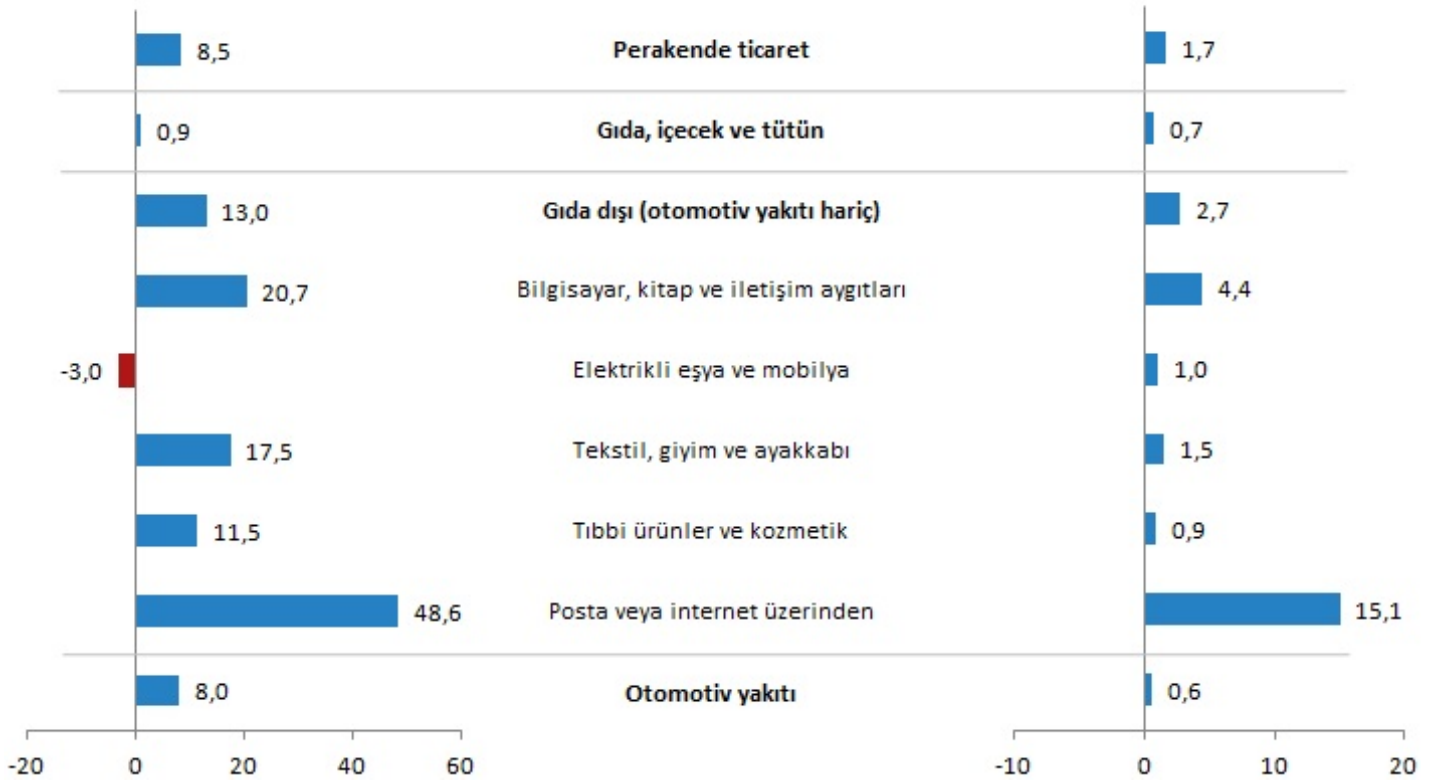 8,5 Perakende ticaret 1,7
0,9 Gıda, içecek ve tütün 0,7
13,0 Gıda dışı (otomotiv yakıtı hariç) 2,7
20,7 Bilgisayar, kitap ve iletişim aygıtları 4,4
-3,0 Elektrikli eşya ve mobilya 1,0
17,5 Tekstil, giyim ve ayakkabı 1,5
11,5 Tıbbi ürünler ve kozmetik 0,9
48,6 Posta veya internet üzerinden 15,1
8,0 Otomotiv yakıtı 0,6
-20 0 20 40 60 -10 0 10 20